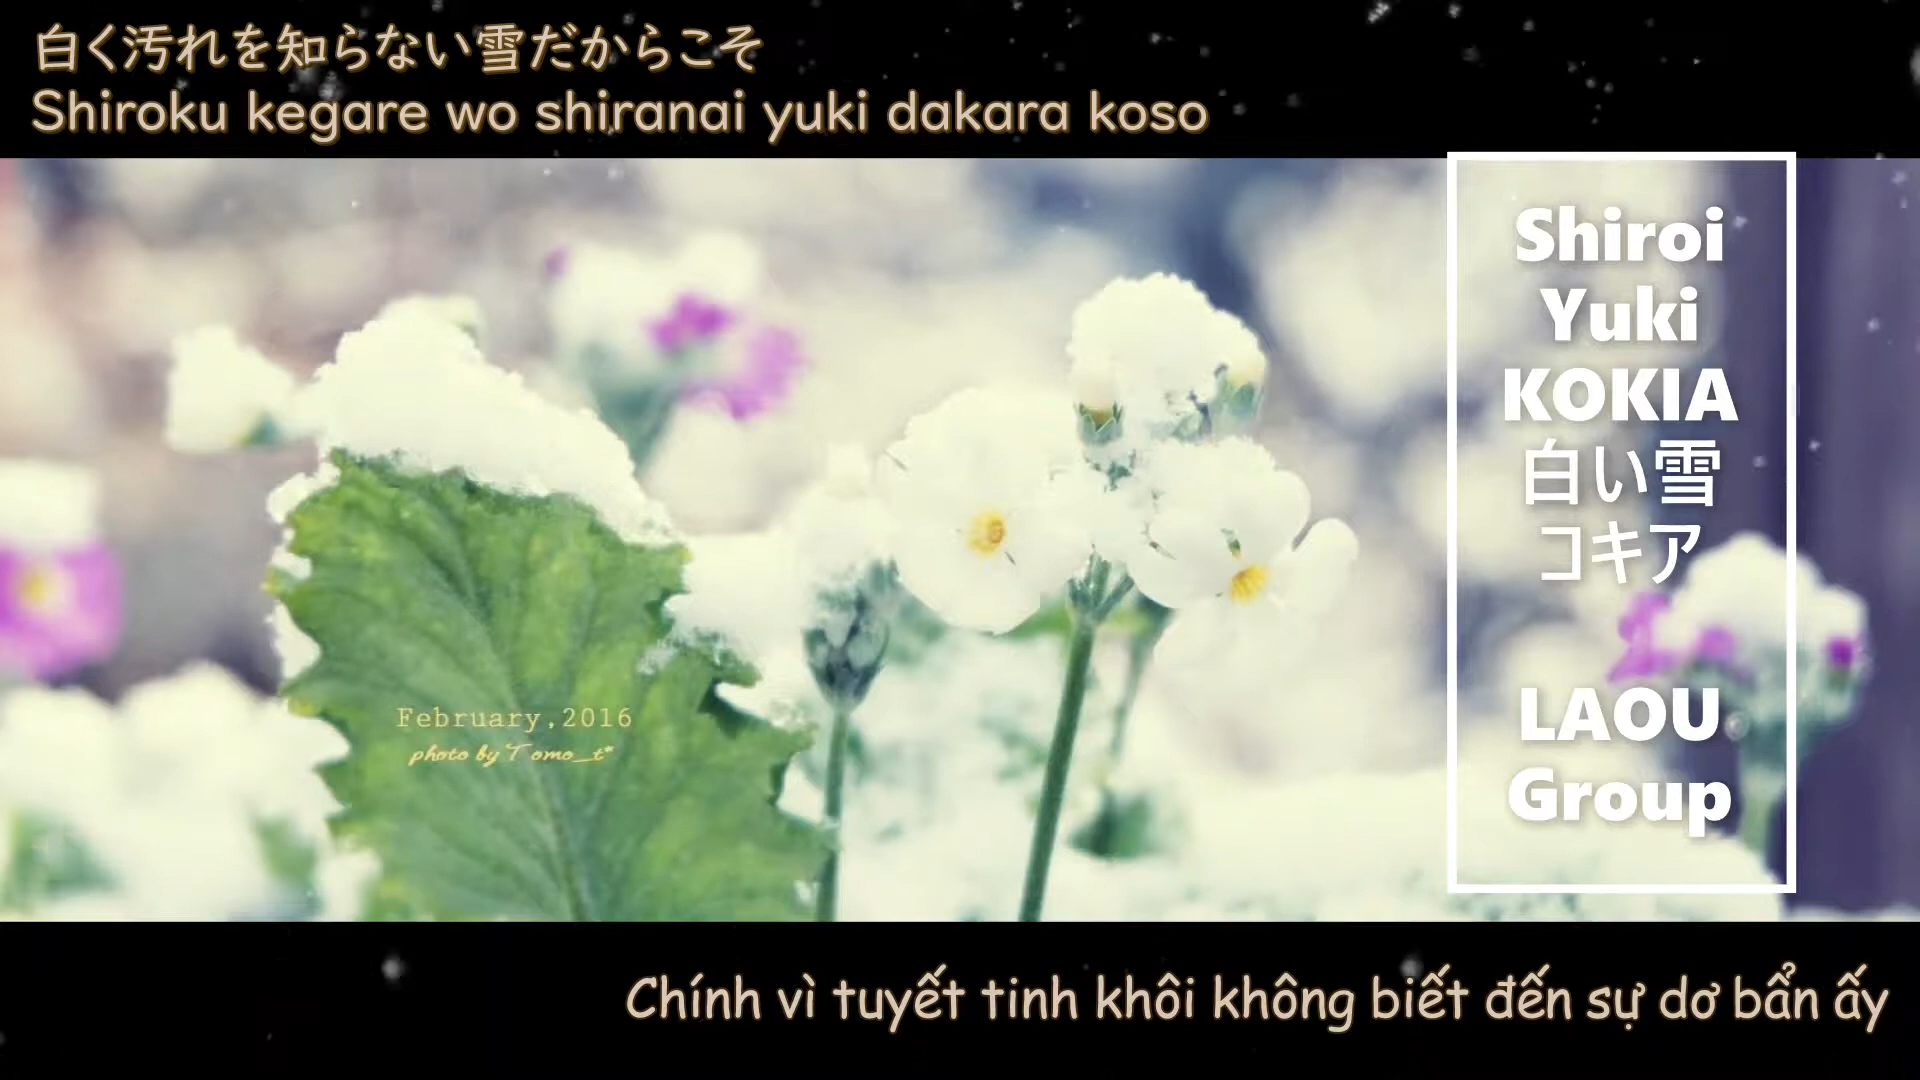 白く汚れを知らない雪だからこそ
Shiroku kegare wo shiranai yuki dakara koso
Shiroi
Yuki
KOKIA
白い雪
コキア
LAOU
Group
February,2016
photo by Tomo_t*
Chính vì tuyết tinh khôi không biết đến sự dơ bẩn ấy